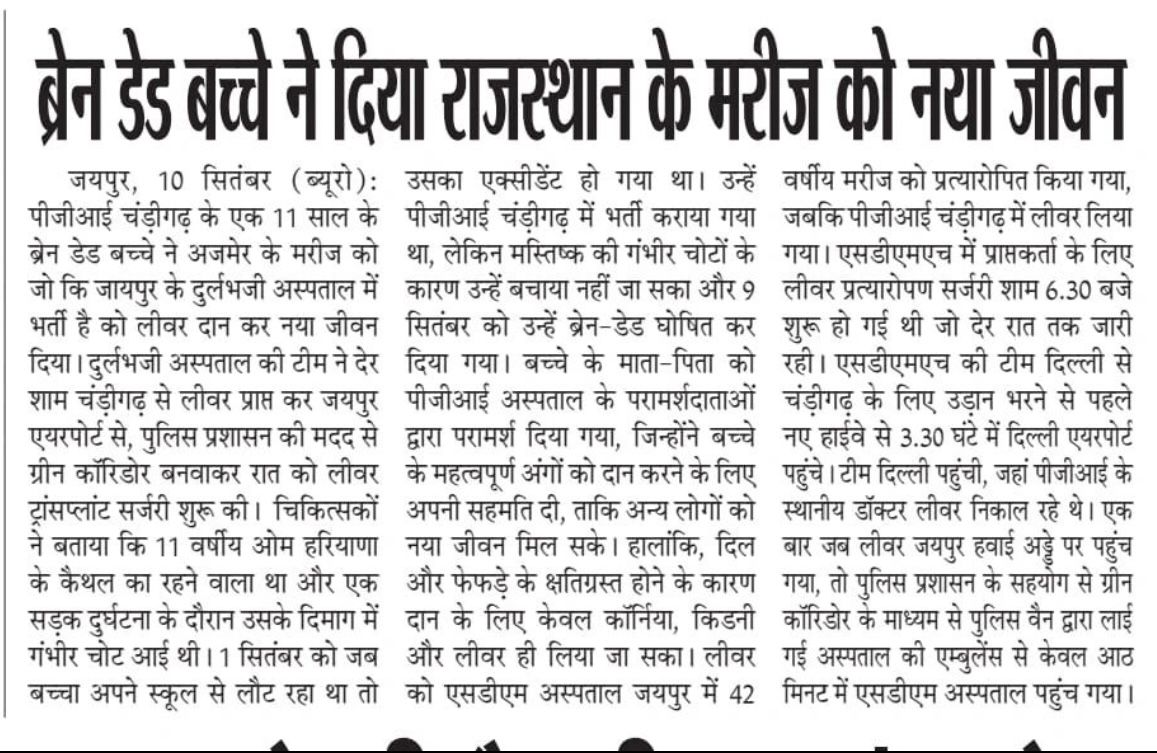 ब्रेन डेड बच्चे ने दिया राजस्थान के मरीज को नया जीवन
जयपुर, 10 सितंबर (ब्यूरो):
पीजीआई चंड़ीगढ़ के एक 11 साल के
ब्रेन डेड बच्चे ने अजमेर के मरीज को
जो कि जायपुर के दुर्लभजी अस्पताल में
भर्ती है को लीवर दान कर नया जीवन
दिया। दुर्लभजी अस्पताल की टीम ने देर
शाम चंड़ीगढ़ से लीवर प्राप्त कर जयपुर
एयरपोर्ट से, पुलिस प्रशासन की मदद से
ग्रीन कॉरिडोर बनवाकर रात को लीवर
ट्रांसप्लांट सर्जरी शुरू की। चिकित्सकों
ने बताया कि 11 वर्षीय ओम हरियाणा
के कैथल का रहने वाला था और एक
सड़क दुर्घटना के दौरान उसके दिमाग में
गंभीर चोट आई थी। 1 सितंबर को जब
बच्चा अपने स्कूल से लौट रहा था तो
उसका एक्सीडेंट हो गया था। उन्हें
पीजीआई चंड़ीगढ़ में भर्ती कराया गया
था, लेकिन मस्तिष्क की गंभीर चोटों के
कारण उन्हें बचाया नहीं जा सका और 9
सितंबर को उन्हें ब्रेन-डेड घोषित कर
दिया गया। बच्चे के माता-पिता को
पीजीआई अस्पताल के परामर्शदाताओं
द्वारा परामर्श दिया गया, जिन्होंने बच्चे
के महत्वपूर्ण अंगों को दान करने के लिए
अपनी सहमति दी, ताकि अन्य लोगों को
नया जीवन मिल सके। हालांकि, दिल
और फेफड़े के क्षतिग्रस्त होने के कारण
दान के लिए केवल कॉर्निया, किडनी
और लीवर ही लिया जा सका। लीवर
को एसडीएम अस्पताल जयपुर में 42
वर्षीय मरीज को प्रत्यारोपित किया गया,
जबकि पीजीआई चंड़ीगढ़ में लीवर लिया
गया। एसडीएमएच में प्राप्तकर्ता के लिए
लीवर प्रत्यारोपण सर्जरी शाम 6.30 बजे
शुरू हो गई थी जो देर रात तक जारी
रही। एसडीएमएच की टीम दिल्ली से
चंड़ीगढ़ के लिए उड़ान भरने से पहले
नए हाईवे से 3.30 घंटे में दिल्ली एयरपोर्ट
पहुंचे। टीम दिल्ली पहुंची, जहां पीजीआई के
स्थानीय डॉक्टर लीवर निकाल रहे थे। एक
बार जब लीवर जयपुर हवाई अड्डे पर पहुंच
गया, तो पुलिस प्रशासन के सहयोग से ग्रीन
कॉरिडोर के माध्यम से पुलिस वैन द्वारा लाई
गई अस्पताल की एम्बुलेंस से केवल आठ
मिनट में एसडीएम अस्पताल पहुंच गया।